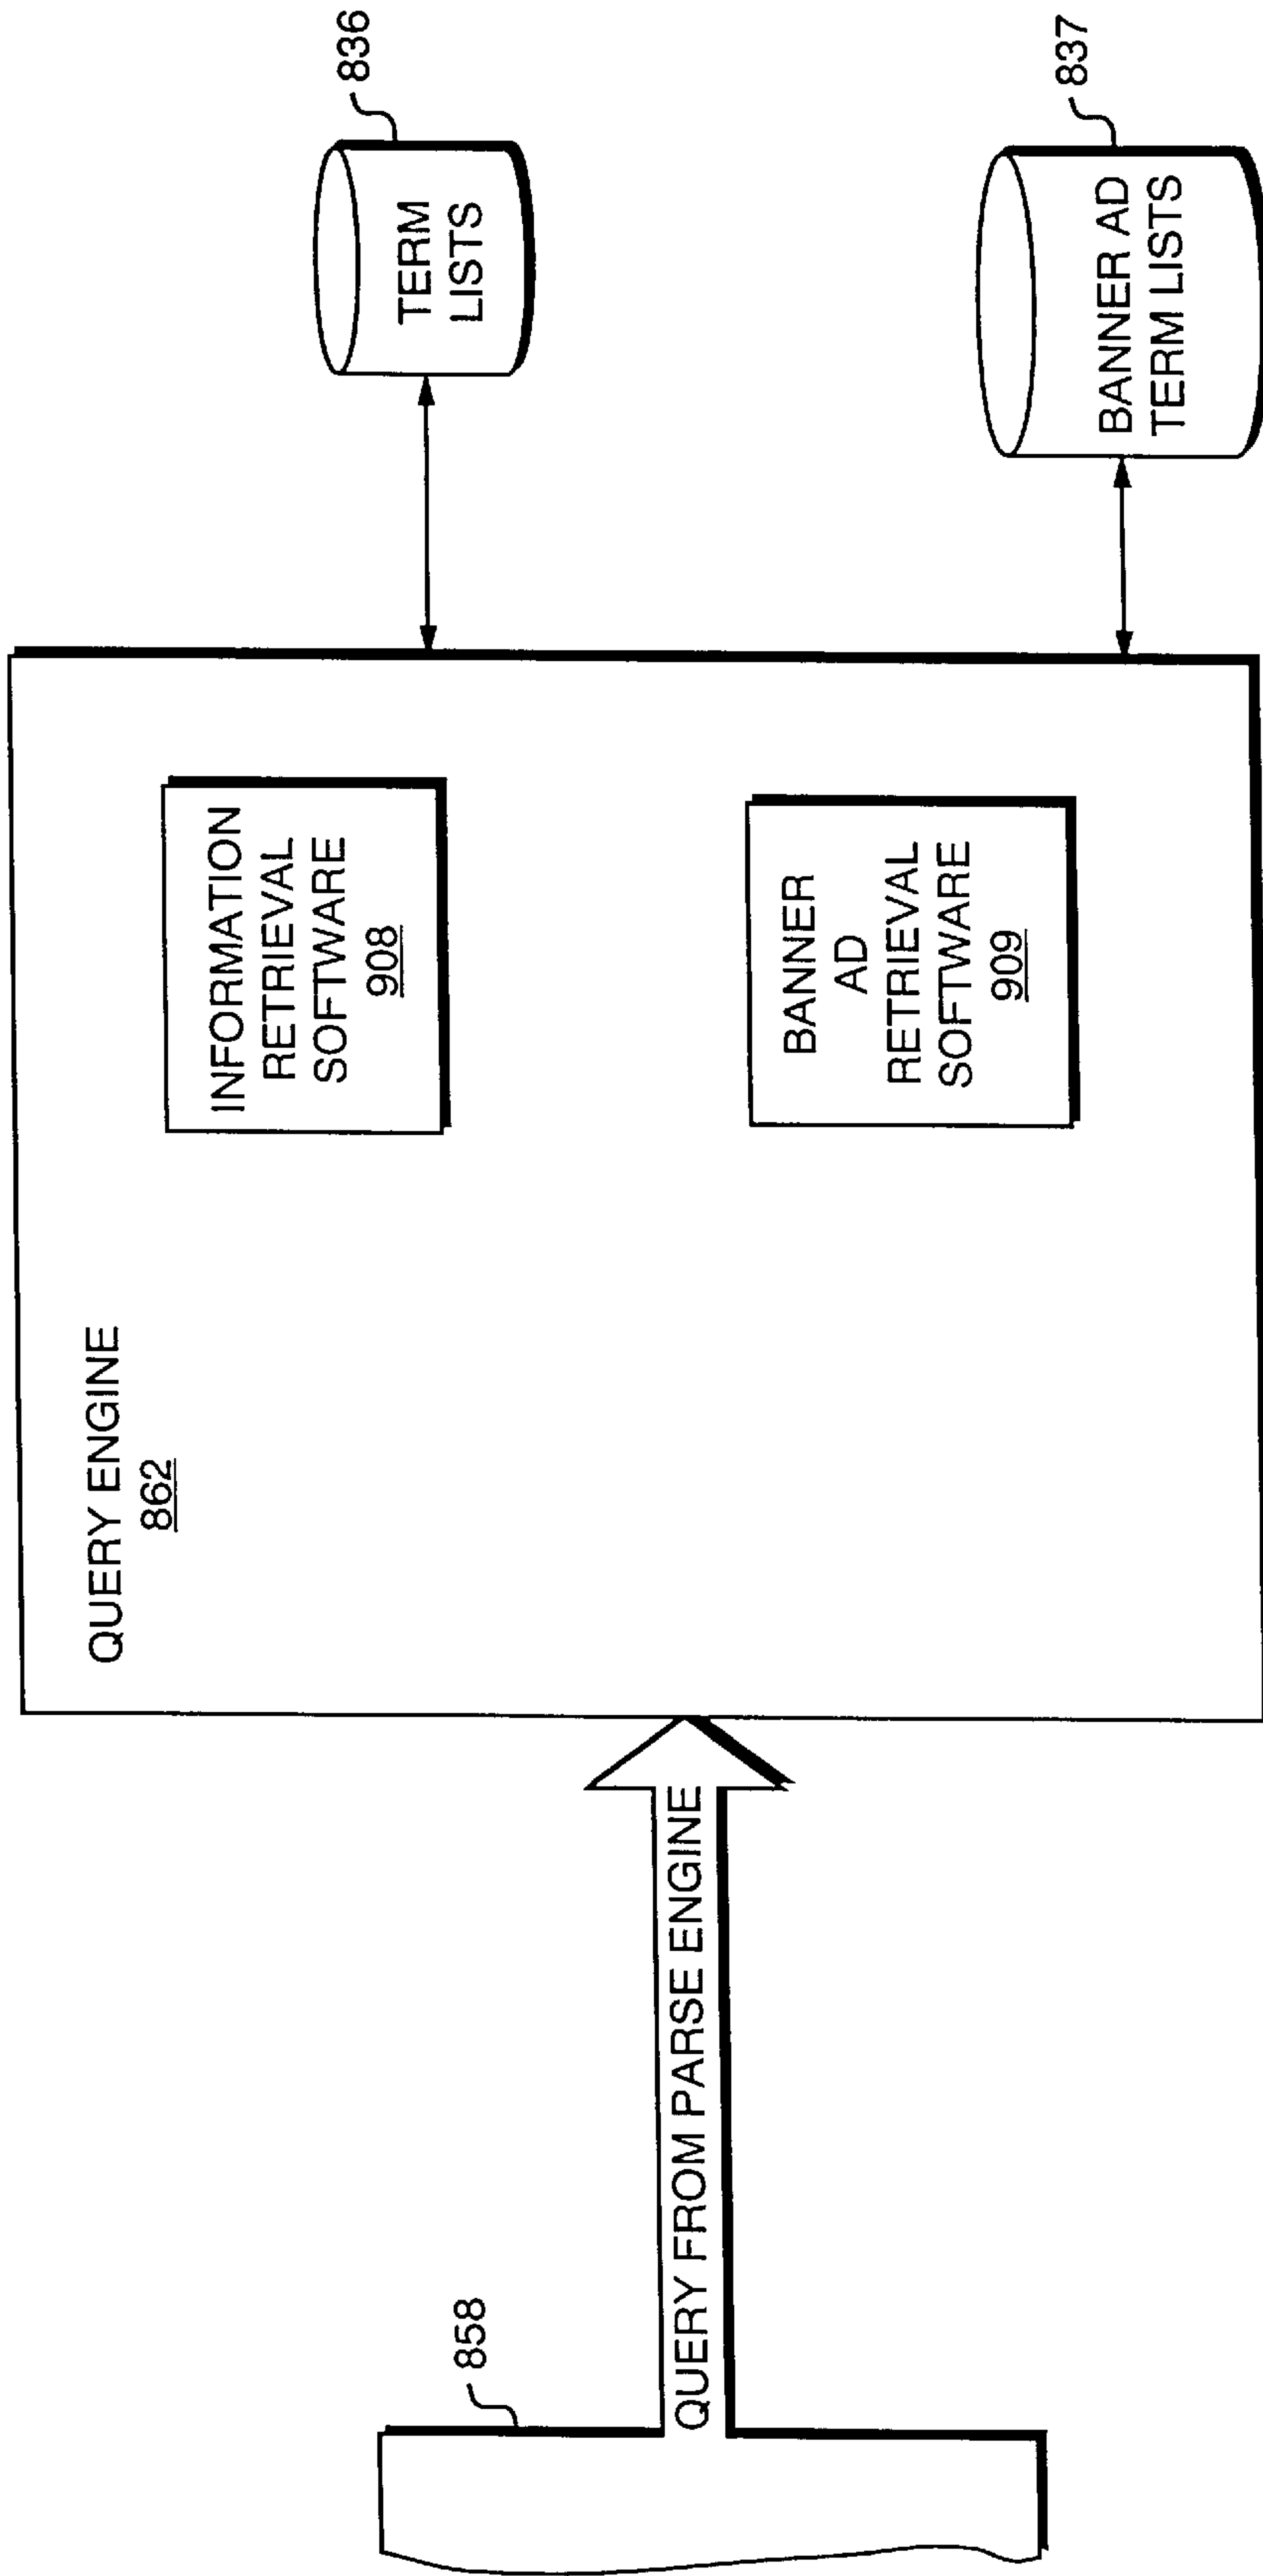 QUERY ENGINE
862
INFORMATION
RETRIEVAL
SOFTWARE
908
BANNER
AD
RETRIEVAL
SOFTWARE
909
836
TERM
LISTS
837
BANNER AD
TERM LISTS
858
QUERY FROM PARSE ENGINE